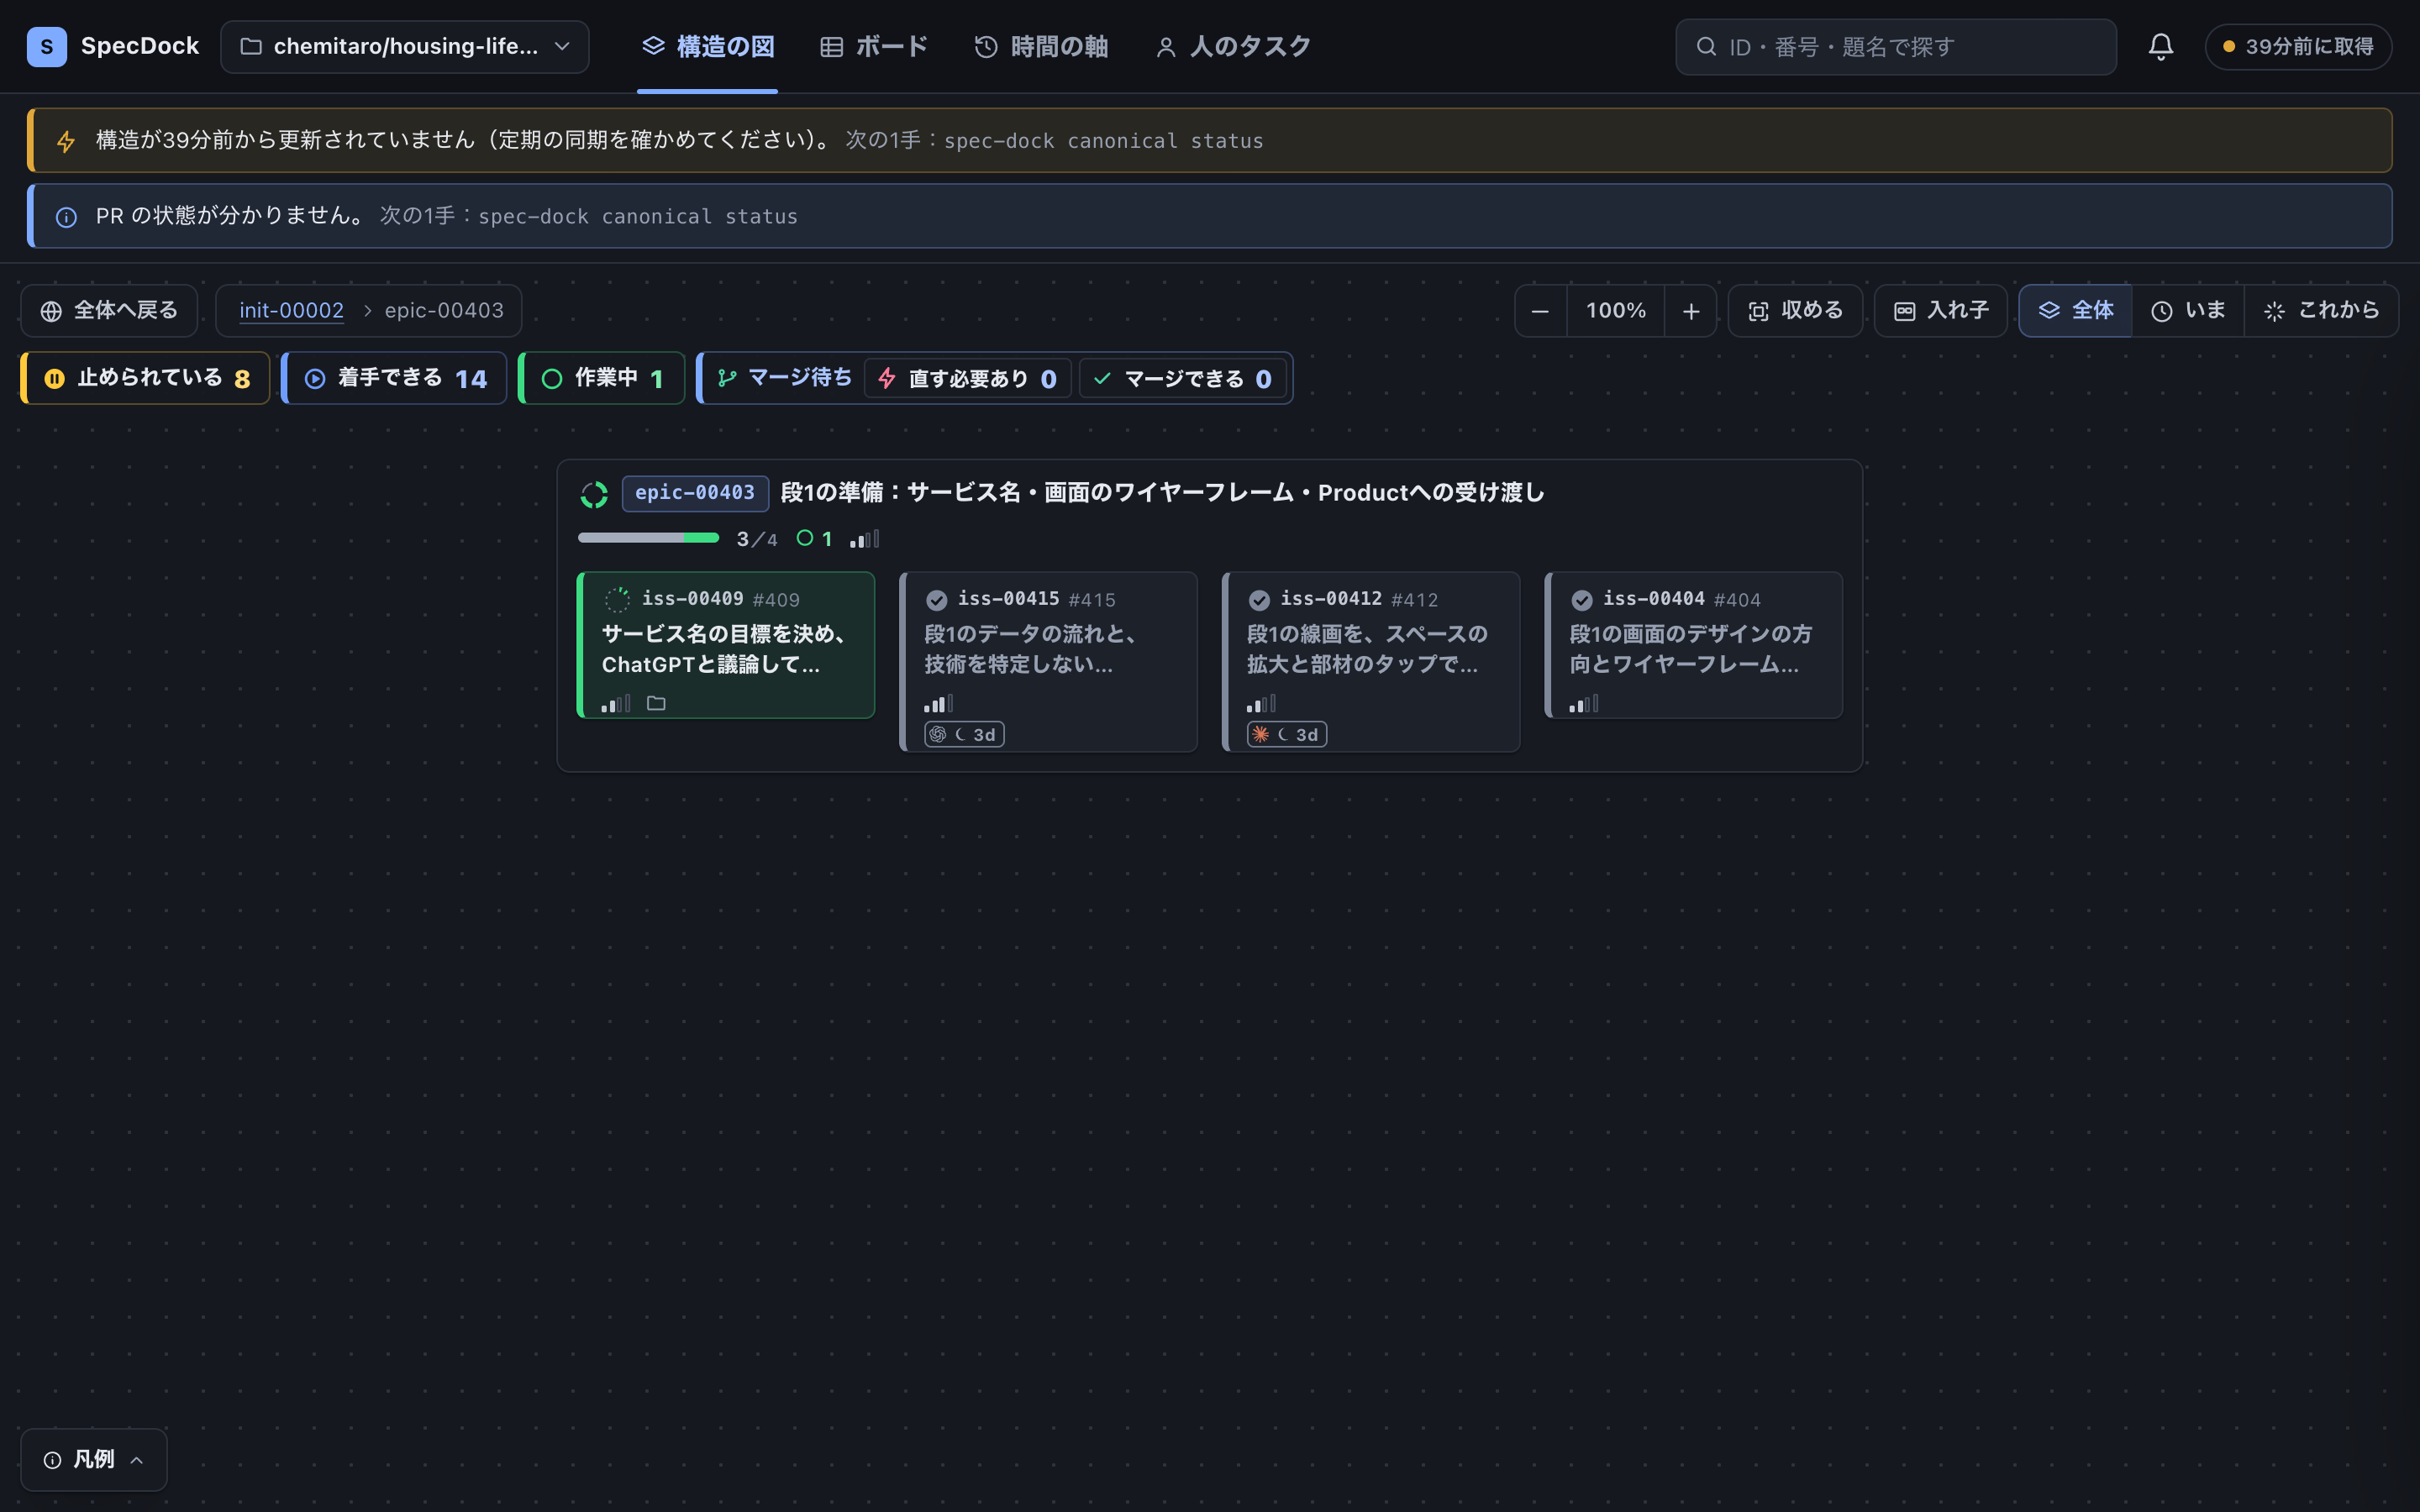 S SpecDock chemitaro/housing-life... 構造の図 ボード 時間の軸 人のタスク ID・番号・題名で探す 39分前に取得
構造が39分前から更新されていません（定期の同期を確かめてください）。 次の1手：spec-dock canonical status
PR の状態が分かりません。 次の1手：spec-dock canonical status
全体へ戻る init-00002 > epic-00403 − 100% + 収める 入れ子 全体 いま これから
止められている 8 着手できる 14 作業中 1 マージ待ち 直す必要あり 0 マージできる 0
epic-00403 段1の準備：サービス名・画面のワイヤーフレーム・Productへの受け渡し
3/4 1
iss-00409 #409
サービス名の目標を決め、
ChatGPTと議論して...
iss-00415 #415
段1のデータの流れと、
技術を特定しない...
3d
iss-00412 #412
段1の線画を、スペースの
拡大と部材のタップで...
3d
iss-00404 #404
段1の画面のデザインの方
向とワイヤーフレーム...
凡例